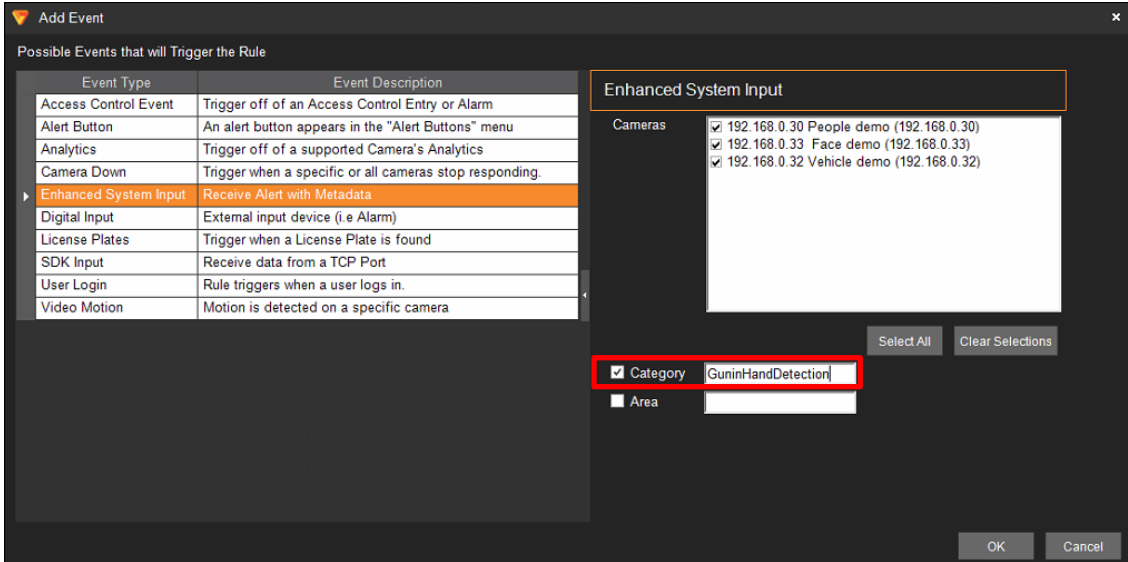 Add Event
Possible Events that will Trigger the Rule
Event Type Event Description
Access Control Event Trigger off of an Access Control Entry or Alarm
Alert Button An alert button appears in the "Alert Buttons" menu
Analytics Trigger off of a supported Camera's Analytics
Camera Down Trigger when a specific or all cameras stop responding.
Enhanced System Input Receive Alert with Metadata
Digital Input External input device (i.e Alarm)
License Plates Trigger when a License Plate is found
SDK Input Receive data from a TCP Port
User Login Rule triggers when a user logs in.
Video Motion Motion is detected on a specific camera
Enhanced System Input
Cameras
192.168.0.30 People demo (192.168.0.30)
192.168.0.33 Face demo (192.168.0.33)
192.168.0.32 Vehicle demo (192.168.0.32)
Select All Clear Selections
Category GuninHandDetection
Area
OK Cancel